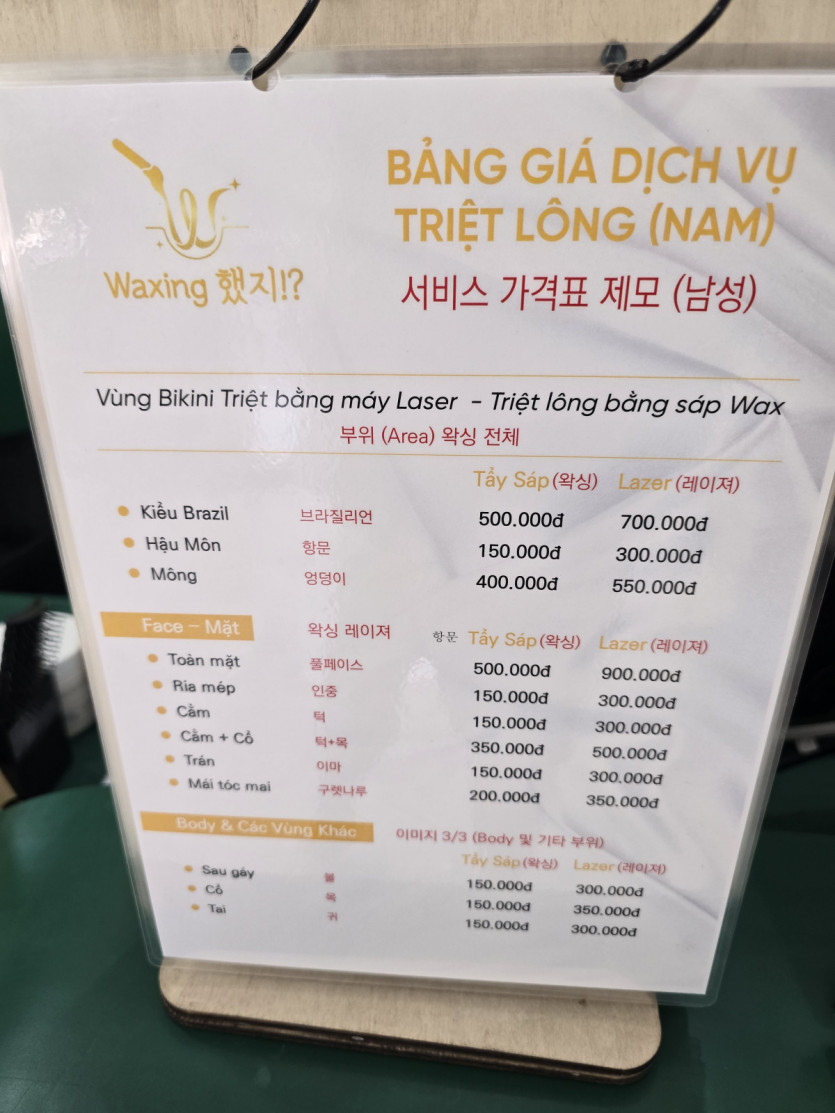 Waxing 했지!?
BẢNG GIÁ DỊCH VỤ
TRIỆT LÔNG (NAM)
서비스 가격표 제모 (남성)
Vùng Bikini Triệt bằng máy Laser - Triệt lông bằng sáp Wax
부위 (Area) 왁싱 전체
Tẩy Sáp (왁싱) Lazer (레이져)
Kiểu Brazil 브라질리언 500.000đ 700.000đ
Hậu Môn 항문 150.000đ 300.000đ
Mông 엉덩이 400.000đ 550.000đ
Face - Mặt 왁싱 레이져 항문 Tẩy Sáp (왁싱) Lazer (레이져)
Toàn mặt 풀페이스 500.000đ 900.000đ
Ria mép 인중 150.000đ 300.000đ
Cằm 턱 150.000đ 300.000đ
Cằm + Cổ 턱+목 350.000đ 500.000đ
Trán 이마 150.000đ 300.000đ
Mái tóc mai 구렛나루 200.000đ 350.000đ
Body & Các Vùng Khác 이미지 3/3 (Body 및 기타 부위)
Tẩy Sáp (왁싱) Lazer (레이져)
Sau gáy 볼 150.000đ 300.000đ
Cổ 목 150.000đ 350.000đ
Tai 귀 150.000đ 300.000đ